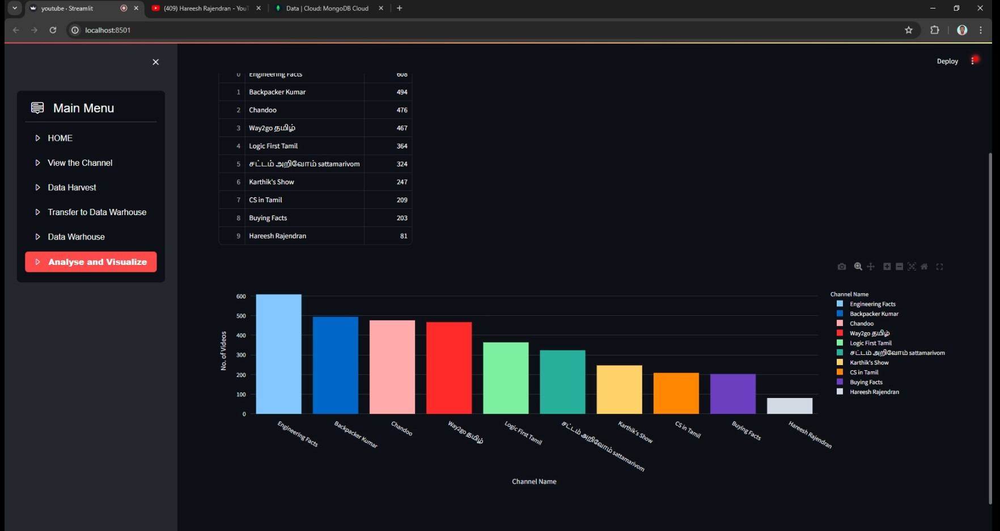 youtube · Streamlit
(409) Hareesh Rajendran - YouT
Data | Cloud: MongoDB Cloud
localhost:8501
Deploy
Main Menu
HOME
View the Channel
Data Harvest
Transfer to Data Warhouse
Data Warhouse
Analyse and Visualize
0 Engineering Facts 608
1 Backpacker Kumar 494
2 Chandoo 476
3 Way2go தமிழ் 467
4 Logic First Tamil 364
5 சட்டம் அறிவோம் sattamarivom 324
6 Karthik's Show 247
7 CS in Tamil 209
8 Buying Facts 203
9 Hareesh Rajendran 81
No. of Videos
600
500
400
300
200
100
0
Engineering Facts
Backpacker Kumar
Chandoo
Way2go தமிழ்
Logic First Tamil
சட்டம் அறிவோம் sattamarivom
Karthik's Show
CS in Tamil
Buying Facts
Hareesh Rajendran
Channel Name
Channel Name
Engineering Facts
Backpacker Kumar
Chandoo
Way2go தமிழ்
Logic First Tamil
சட்டம் அறிவோம் sattamarivom
Karthik's Show
CS in Tamil
Buying Facts
Hareesh Rajendran